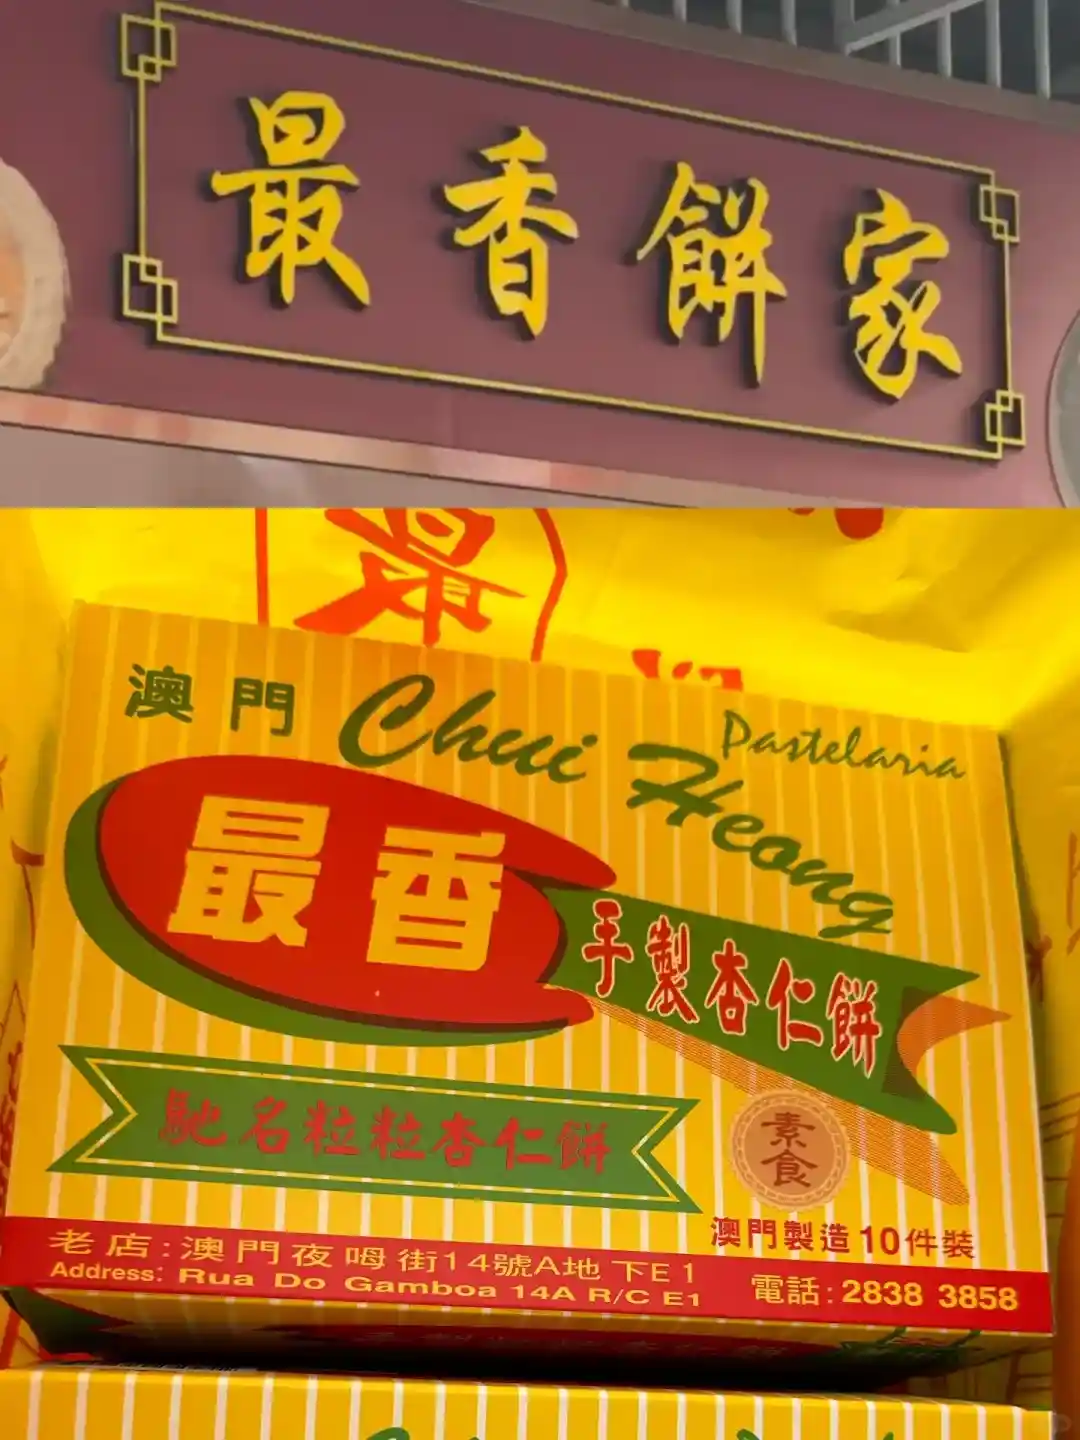 最香餅家
最
澳門
Chui Heong
Pastelaria
最香
手製杏仁餅
馳名粒粒杏仁餅
素食
澳門製造 10件裝
老店:澳門夜呣街14號A地下E1
Address: Rua Do Gamboa 14A R/C E1
電話:2838 3858